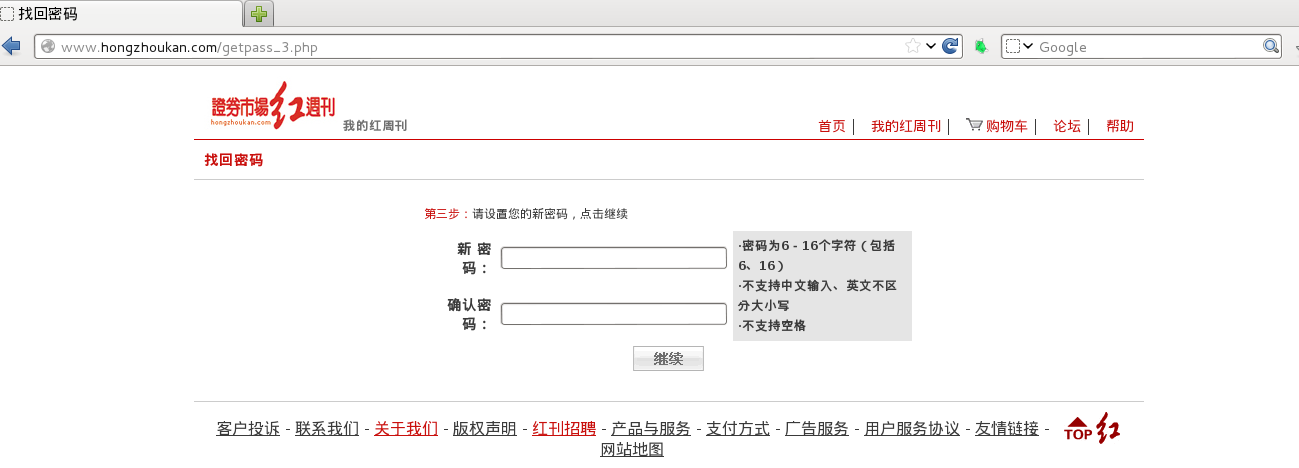 找回密码
www.hongzhoukan.com/getpass_3.php
Google
證券市場红週刊
hongzhoukan.com
我的红周刊
首页 | 我的红周刊 | 购物车 | 论坛 | 帮助
找回密码
第三步：请设置您的新密码，点击继续
新 密
码：
确认密
码：
·密码为6 - 16个字符（包括
6、16）
·不支持中文输入、英文不区
分大小写
·不支持空格
继续
客户投诉 - 联系我们 - 关于我们 - 版权声明 - 红刊招聘 - 产品与服务 - 支付方式 - 广告服务 - 用户服务协议 - 友情链接 -
网站地图
TOP 红